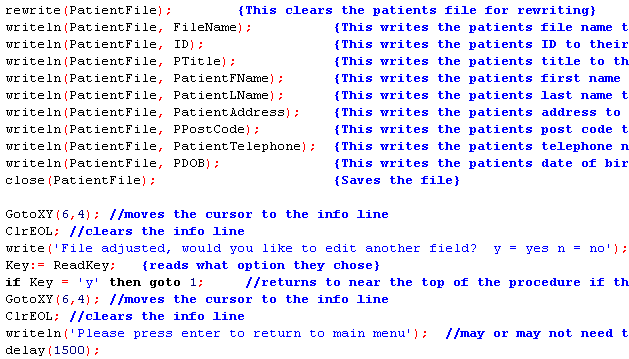 rewrite(PatientFile); {This clears the patients file for rewriting}
writeln(PatientFile, FileName); {This writes the patients file name t
writeln(PatientFile, ID); {This writes the patients ID to their
writeln(PatientFile, PTitle); {This writes the patients title to th
writeln(PatientFile, PatientFName); {This writes the patients first name
writeln(PatientFile, PatientLName); {This writes the patients last name t
writeln(PatientFile, PatientAddress); {This writes the patients address to
writeln(PatientFile, PPostCode); {This writes the patients post code t
writeln(PatientFile, PatientTelephone); {This writes the patients telephone n
writeln(PatientFile, PDOB); {This writes the patients date of bir
close(PatientFile); {Saves the file}
GotoXY(6,4); //moves the cursor to the info line
ClrEOL; //clears the info line
write('File adjusted, would you like to edit another field?  y = yes n = no');
Key:= ReadKey; {reads what option they chose}
if Key = 'y' then goto 1; //returns to near the top of the procedure if th
GotoXY(6,4); //moves the cursor to the info line
ClrEOL; //clears the info line
writeln('Please press enter to return to main menu'); //may or may not need t
delay(1500);